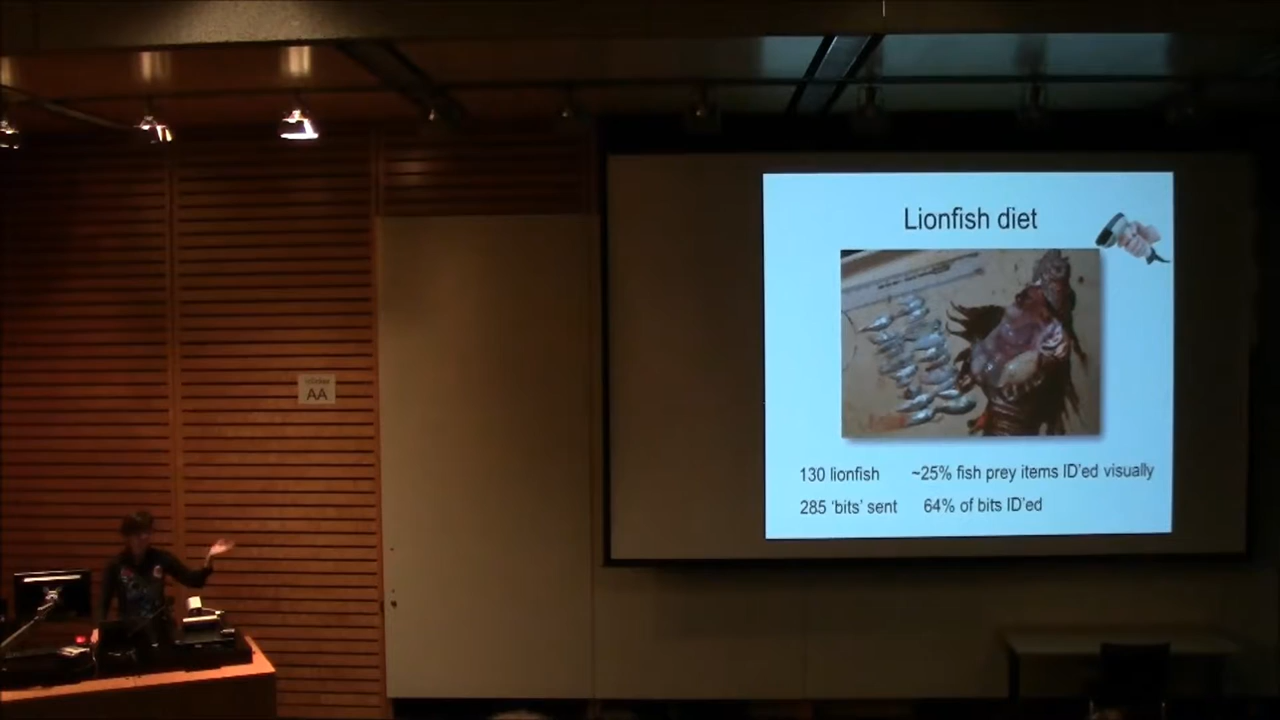 Lionfish diet
130 lionfish ~25% fish prey items ID'ed visually
285 'bits' sent 64% of bits ID'ed
AA